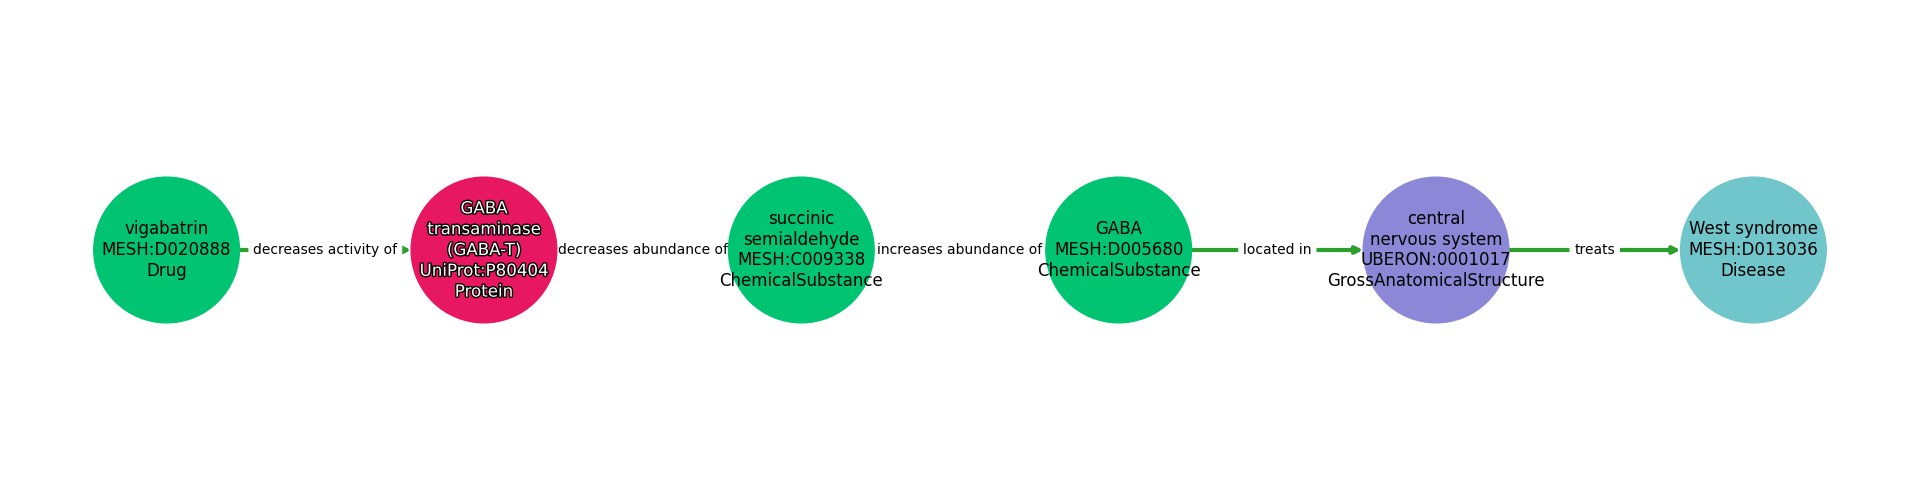 vigabatrin
MESH:D020888
Drug
decreases activity of
GABA
transaminase
(GABA-T)
UniProt:P80404
Protein
decreases abundance of
succinic
semialdehyde
MESH:C009338
ChemicalSubstance
increases abundance of
GABA
MESH:D005680
ChemicalSubstance
located in
central
nervous system
UBERON:0001017
GrossAnatomicalStructure
treats
West syndrome
MESH:D013036
Disease